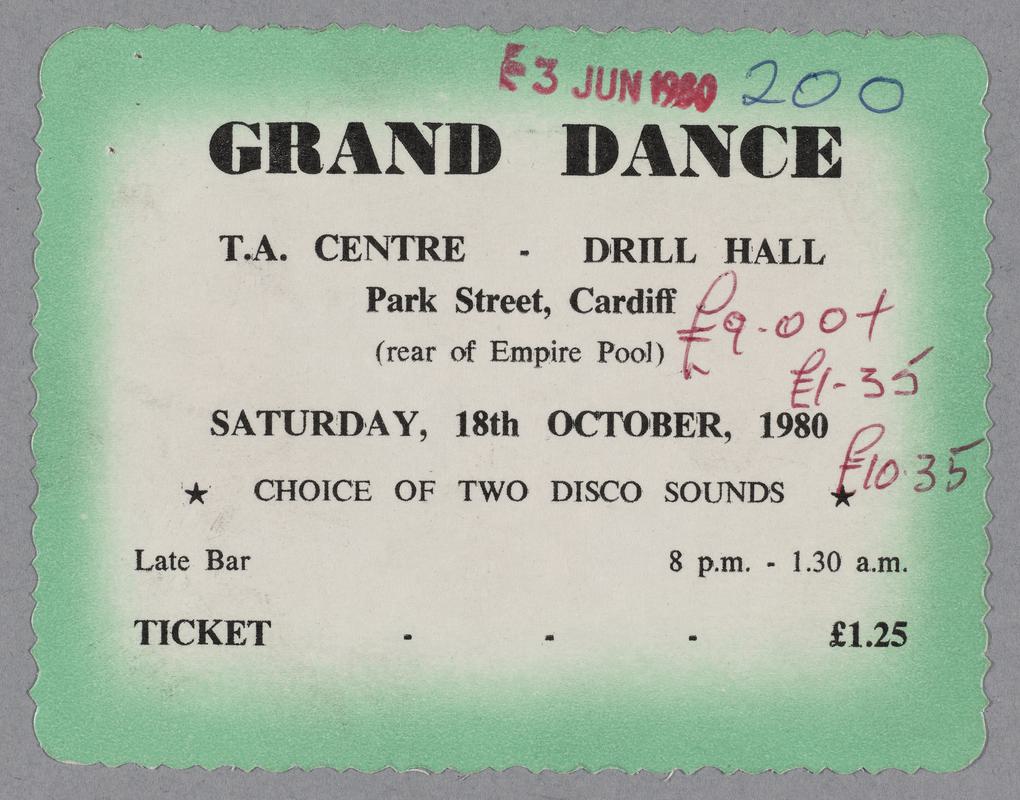 3 JUN 1980 200
GRAND DANCE
T.A. CENTRE - DRILL HALL
Park Street, Cardiff
£9.00+
(rear of Empire Pool)
£1-35
SATURDAY, 18th OCTOBER, 1980
£10.35
★ CHOICE OF TWO DISCO SOUNDS ★
Late Bar 8 p.m. - 1.30 a.m.
TICKET - - - £1.25